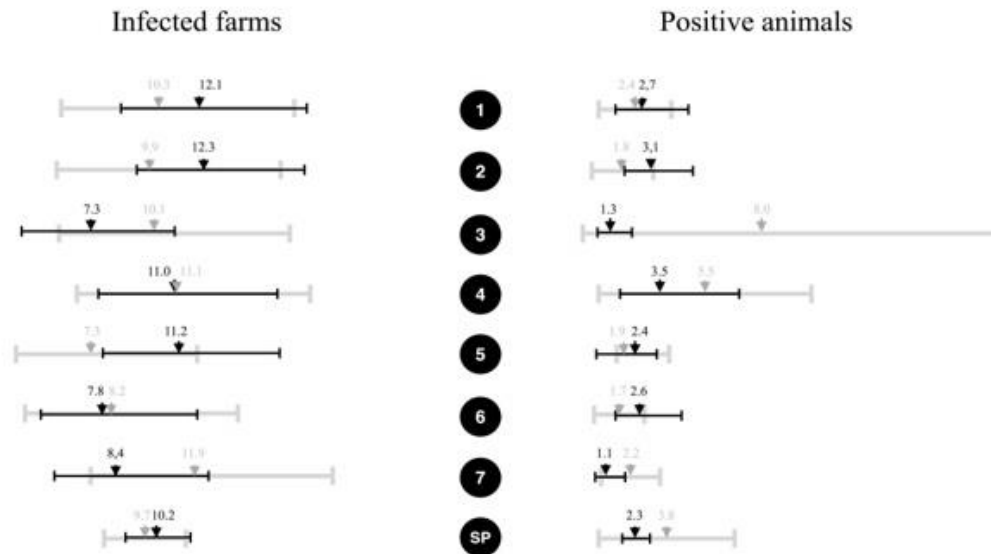 Infected farms Positive animals
10.3 12.1 2.4 2,7
1
9.9 12.3 1.8 3,1
2
7.3 10.1 1.3 8.0
3
11.0 11.1 3.5 5.5
4
7.3 11.2 1.9 2.4
5
7.8 8.2 1.7 2.6
6
8,4 11.9 1.1 2.2
7
9.7 10.2 2.3 3.8
SP